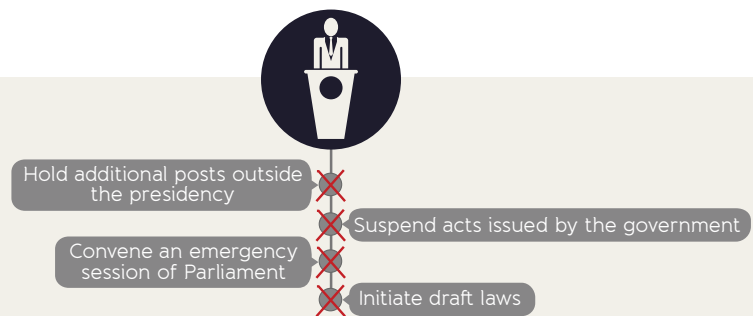 Hold additional posts outside
the presidency
Suspend acts issued by the government
Convene an emergency
session of Parliament
Initiate draft laws